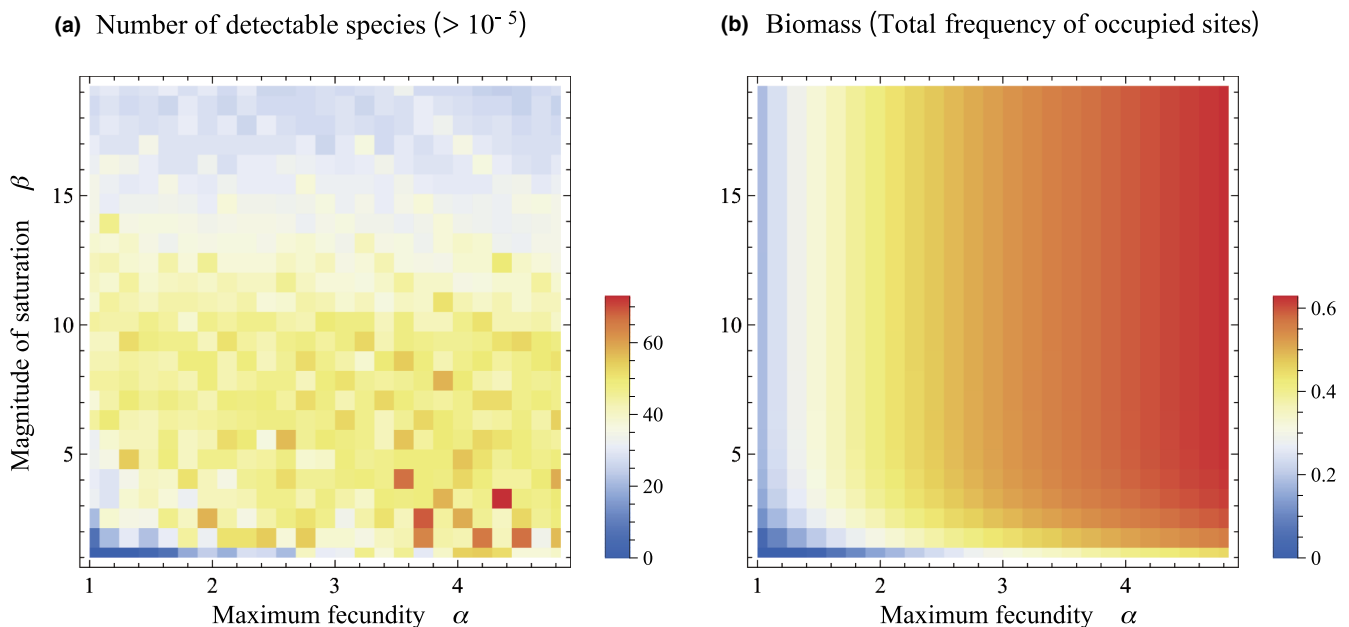 (a) Number of detectable species (> 10⁻⁵)
Magnitude of saturation β
15
10
5
1 2 3 4
Maximum fecundity α
60
40
20
0
(b) Biomass (Total frequency of occupied sites)
15
10
5
1 2 3 4
Maximum fecundity α
0.6
0.4
0.2
0